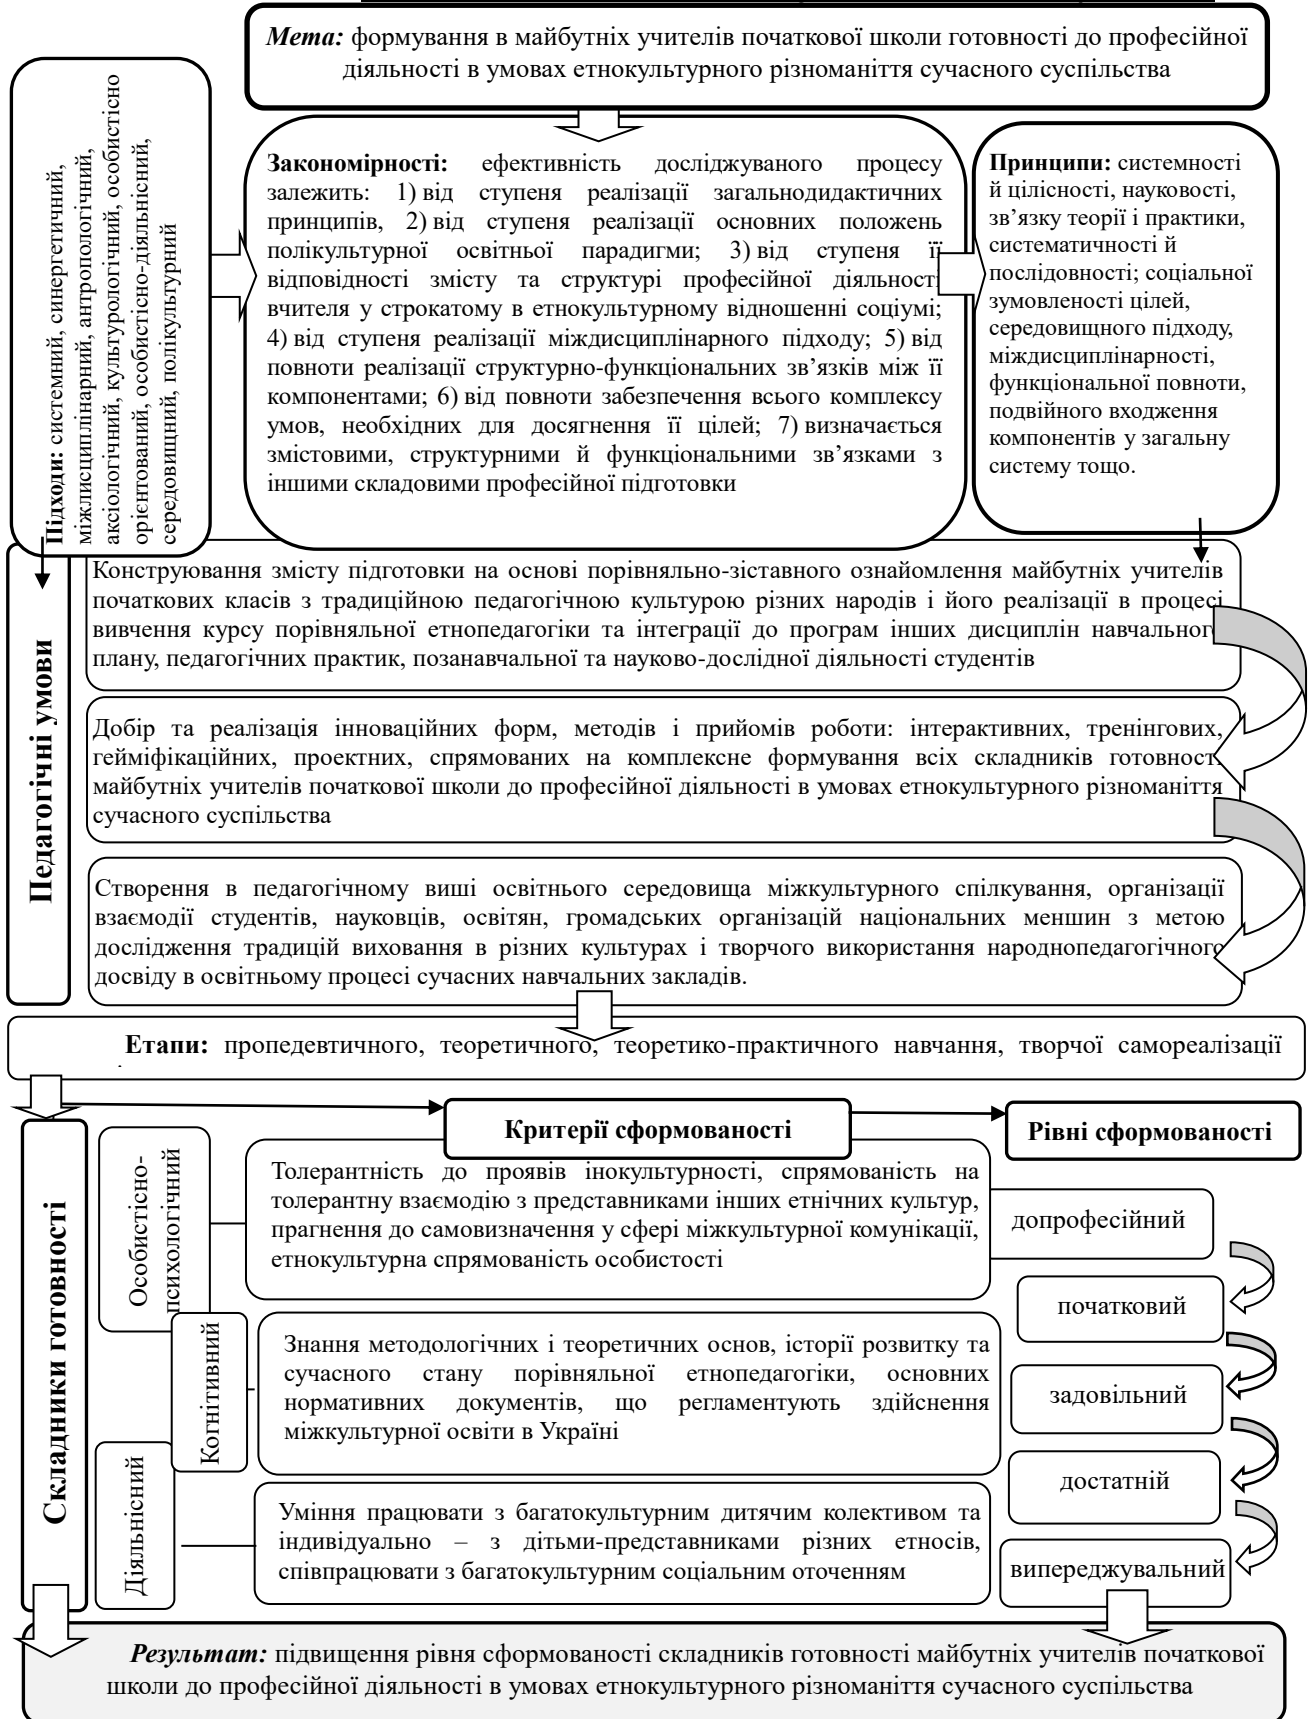 Мета: формування в майбутніх учителів початкової школи готовності до професійної
діяльності в умовах етнокультурного різноманіття сучасного суспільства
Підходи: системний, синергетичний,
міжлисциплінарний, антропологічний,
аксіологічний, культурологічний, особистісно
орієнтований, особистісно-діяльнісний,
середовищний, полікультурний
Закономірності: ефективність досліджуваного процесу
залежить: 1) від ступеня реалізації загальнодидактичних
принципів, 2) від ступеня реалізації основних положень
полікультурної освітньої парадигми; 3) від ступеня її
відповідності змісту та структурі професійної діяльності
вчителя у строкатому в етнокультурному відношенні соціумі;
4) від ступеня реалізації міждисциплінарного підходу; 5) від
повноти реалізації структурно-функціональних зв’язків між її
компонентами; 6) від повноти забезпечення всього комплексу
умов, необхідних для досягнення її цілей; 7) визначається
змістовими, структурними й функціональними зв’язками з
іншими складовими професійної підготовки
Принципи: системності
й цілісності, науковості,
зв’язку теорії і практики,
систематичності й
послідовності; соціальної
зумовленості цілей,
середовищного підходу,
міждисциплінарності,
функціональної повноти,
подвійного входження
компонентів у загальну
систему тощо.
Педагогічні умови
Конструювання змісту підготовки на основі порівняльно-зіставного ознайомлення майбутніх учителів
початкових класів з традиційною педагогічною культурою різних народів і його реалізації в процесі
вивчення курсу порівняльної етнопедагогіки та інтеграції до програм інших дисциплін навчального
плану, педагогічних практик, позанавчальної та науково-дослідної діяльності студентів
Добір та реалізація інноваційних форм, методів і прийомів роботи: інтерактивних, тренінгових,
гейміфікаційних, проектних, спрямованих на комплексне формування всіх складників готовності
майбутніх учителів початкової школи до професійної діяльності в умовах етнокультурного різноманіття
сучасного суспільства
Створення в педагогічному виші освітнього середовища міжкультурного спілкування, організації
взаємодії студентів, науковців, освітян, громадських організацій національних меншин з метою
дослідження традицій виховання в різних культурах і творчого використання народнопедагогічного
досвіду в освітньому процесі сучасних навчальних закладів.
Етапи: пропедевтичного, теоретичного, теоретико-практичного навчання, творчої самореалізації
Складники готовності
Критерії сформованості
Рівні сформованості
Особистісно-
психологічний
Толерантність до проявів інокультурності, спрямованість на
толерантну взаємодію з представниками інших етнічних культур,
прагнення до самовизначення у сфері міжкультурної комунікації,
етнокультурна спрямованість особистості
допрофесійний
початковий
Когнітивний
Знання методологічних і теоретичних основ, історії розвитку та
сучасного стану порівняльної етнопедагогіки, основних
нормативних документів, що регламентують здійснення
міжкультурної освіти в Україні
задовільний
достатній
Діяльнісний
Уміння працювати з багатокультурним дитячим колективом та
індивідуально – з дітьми-представниками різних етносів,
співпрацювати з багатокультурним соціальним оточенням
випереджувальний
Результат: підвищення рівня сформованості складників готовності майбутніх учителів початкової
школи до професійної діяльності в умовах етнокультурного різноманіття сучасного суспільства